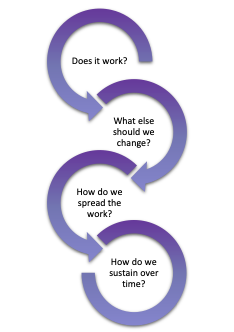 Does it work?
What else
should we
change?
How do we
spread the
work?
How do we
sustain over
time?